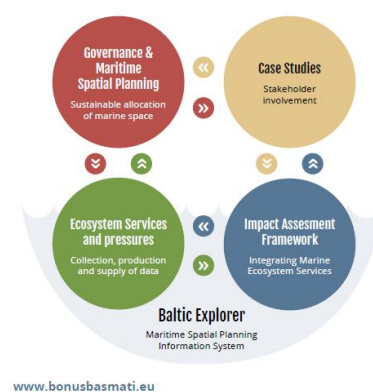 Governance &
Maritime
Spatial Planning
Sustainable allocation
of marine space
Case Studies
Stakeholder
involvement
Ecosystem Services
and pressures
Collection, production
and supply of data
Impact Assesment
Framework
Integrating Marine
Ecosystem Services
Baltic Explorer
Maritime Spatial Planning
Information System
www.bonusbasmati.eu